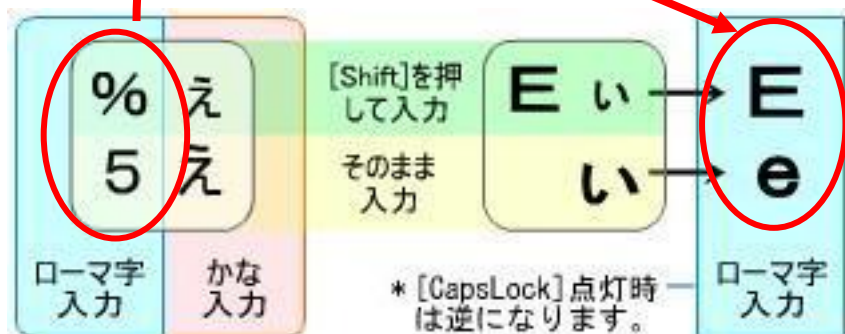 % ぇ
5 え
[Shift]を押
して入力
そのまま
入力
E ぃ
い
E
e
ローマ字
入力
かな
入力
*[CapsLock]点灯時
は逆になります。
ローマ字
入力